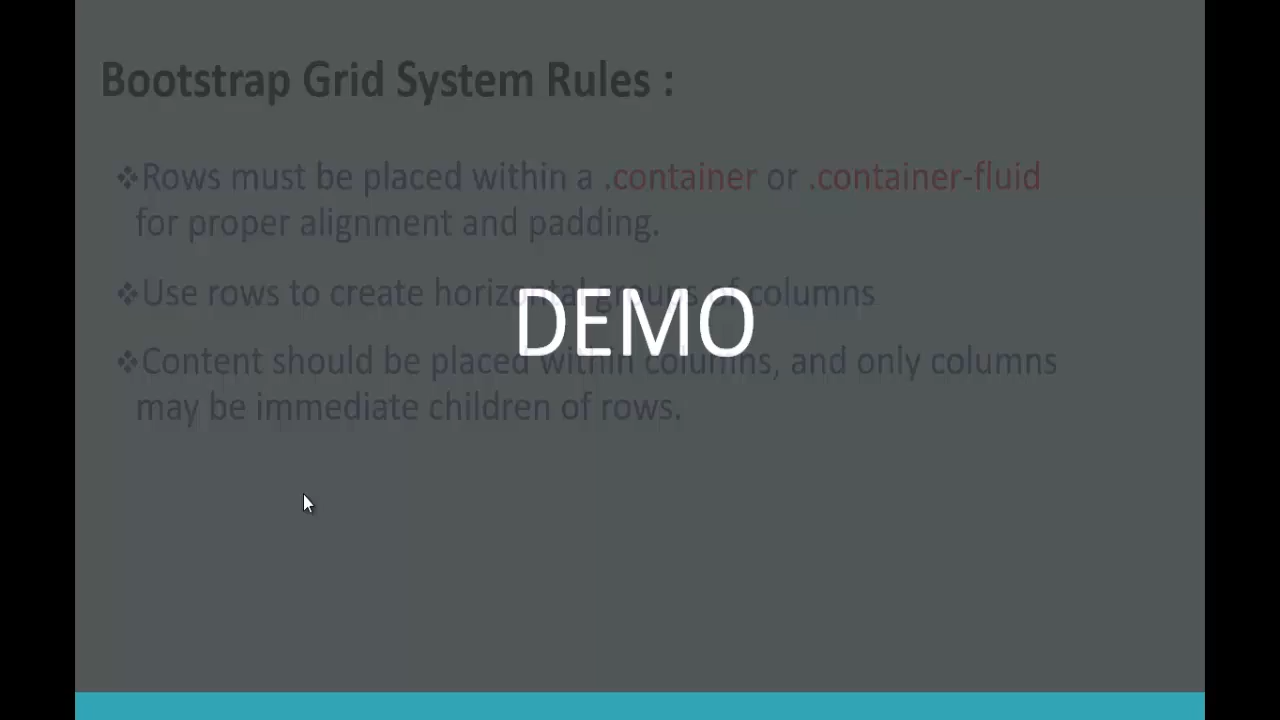 Bootstrap Grid System Rules :
❖Rows must be placed within a .container or .container-fluid
for proper alignment and padding.
❖Use rows to create horizontal groups of columns
DEMO
❖Content should be placed within columns, and only columns
may be immediate children of rows.